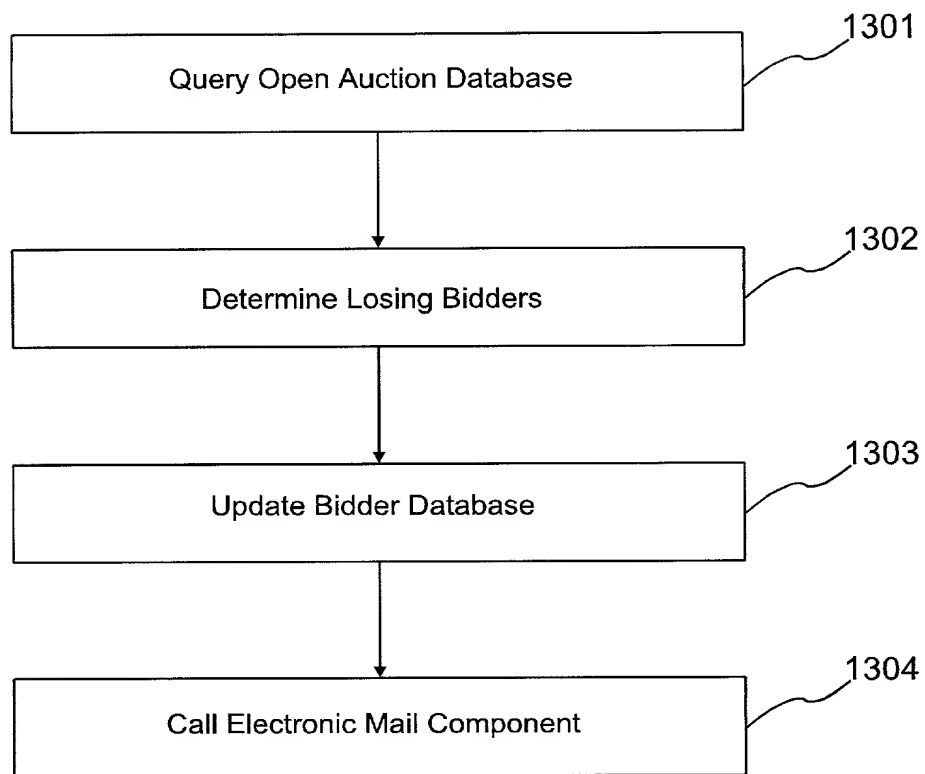 1301
Query Open Auction Database
1302
Determine Losing Bidders
1303
Update Bidder Database
1304
Call Electronic Mail Component